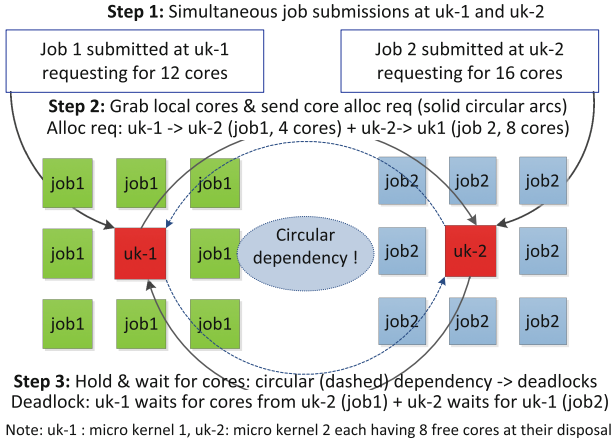 Step 1: Simultaneous job submissions at uk-1 and uk-2
Job 1 submitted at uk-1
requesting for 12 cores
Job 2 submitted at uk-2
requesting for 16 cores
Step 2: Grab local cores & send core alloc req (solid circular arcs)
Alloc req: uk-1 -> uk-2 (job1, 4 cores) + uk-2-> uk1 (job 2, 8 cores)
job1 job1 job1
job2 job2 job2
job1 uk-1 job1
Circular
dependency !
job2 uk-2 job2
job1 job1 job1
job2 job2 job2
Step 3: Hold & wait for cores: circular (dashed) dependency -> deadlocks
Deadlock: uk-1 waits for cores from uk-2 (job1) + uk-2 waits for uk-1 (job2)
Note: uk-1 : micro kernel 1, uk-2: micro kernel 2 each having 8 free cores at their disposal